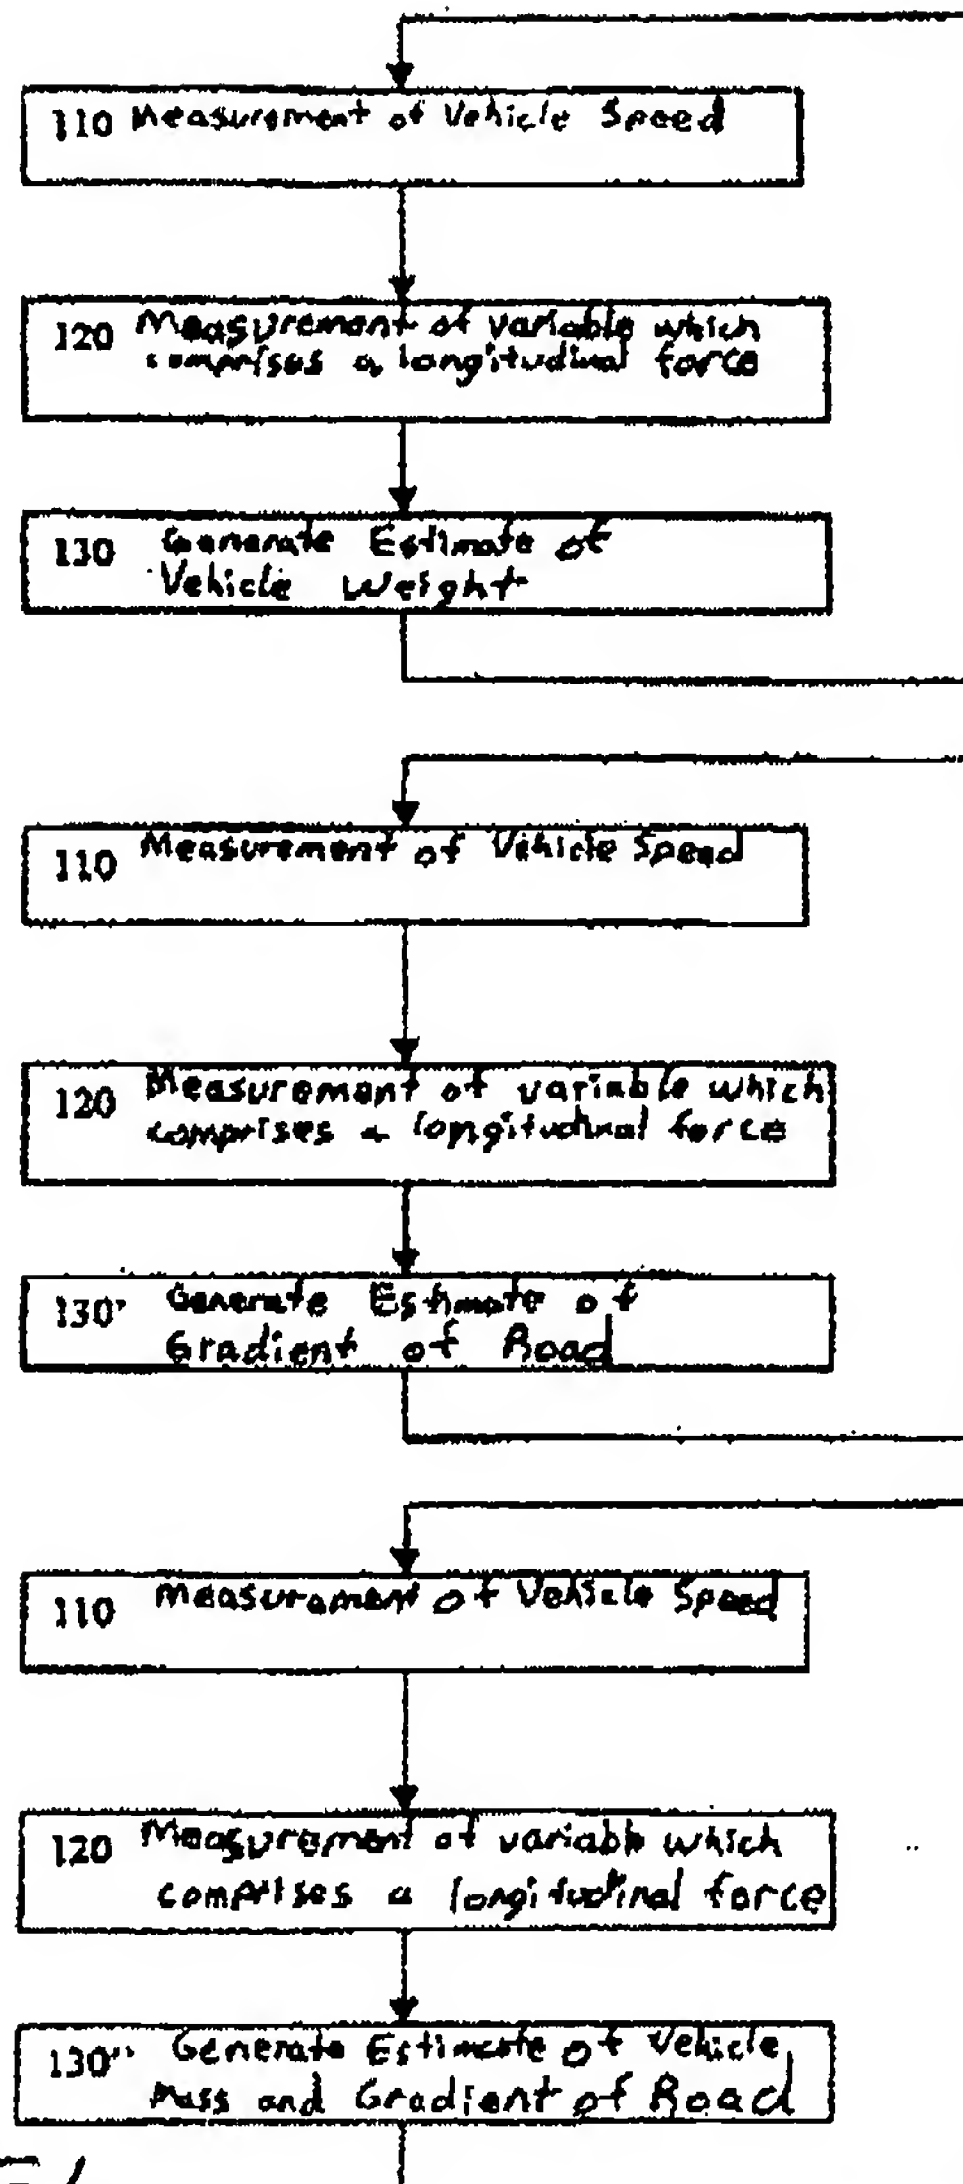 110 Measurement of Vehicle Speed
120 Measurement of variable which
comprises a longitudinal force
130 Generate Estimate of
Vehicle Weight
110 Measurement of Vehicle Speed
120 Measurement of variable which
comprises a longitudinal force
130' Generate Estimate of
Gradient of Road
110 Measurement of Vehicle Speed
120 Measurement of variable which
comprises a longitudinal force
130'' Generate Estimate of Vehicle
Mass and Gradient of Road